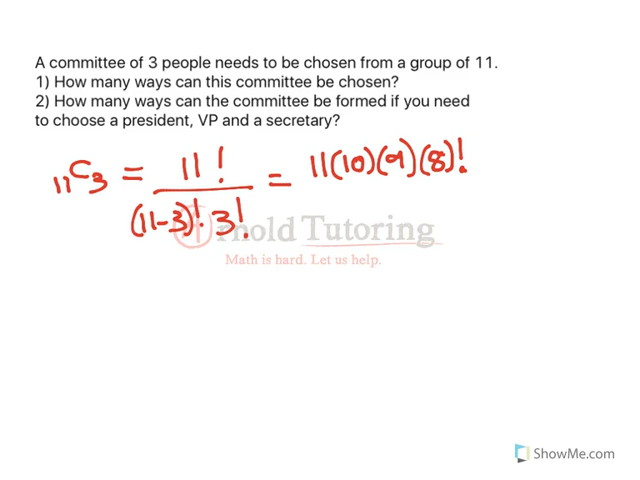 A committee of 3 people needs to be chosen from a group of 11.
1) How many ways can this committee be chosen?
2) How many ways can the committee be formed if you need
to choose a president, VP and a secretary?
₁₁C₃ = 11! / (11-3)! · 3! = 11(10)(9)(8)!
Arnold Tutoring
Math is hard. Let us help.
ShowMe.com